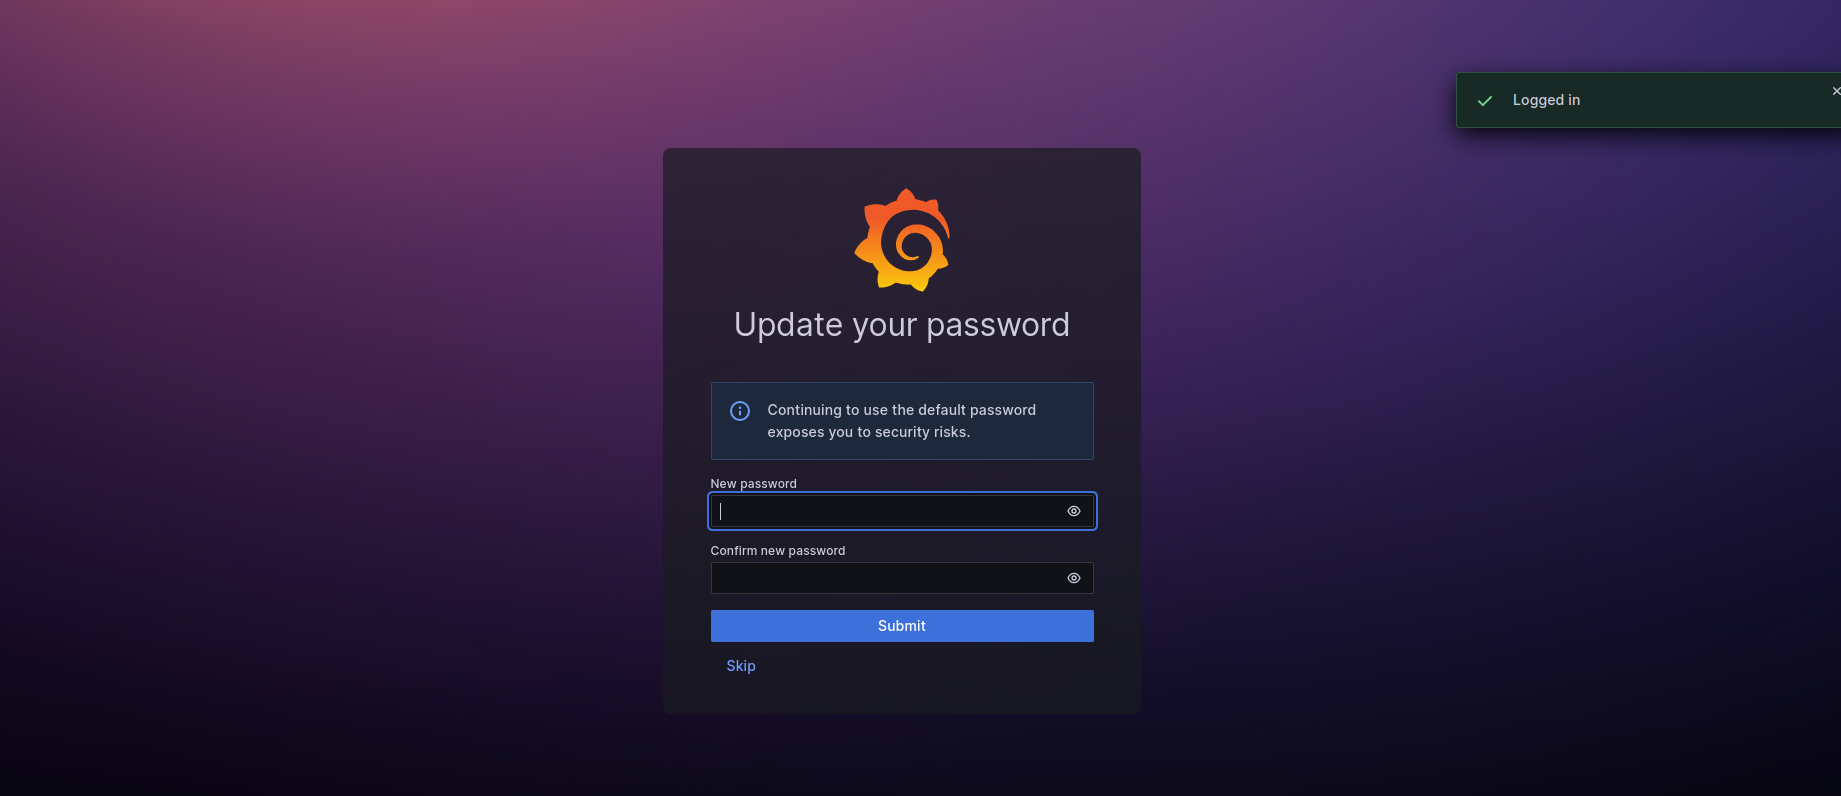 Logged in
Update your password
Continuing to use the default password
exposes you to security risks.
New password
Confirm new password
Submit
Skip